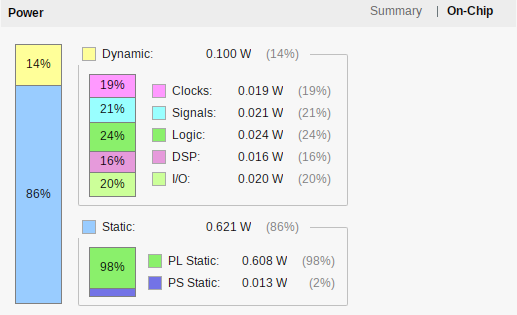 Power
Summary | On-Chip
14%
86%
Dynamic: 0.100 W (14%)
19%
21%
24%
16%
20%
Clocks: 0.019 W (19%)
Signals: 0.021 W (21%)
Logic: 0.024 W (24%)
DSP: 0.016 W (16%)
I/O: 0.020 W (20%)
Static: 0.621 W (86%)
98%
PL Static: 0.608 W (98%)
PS Static: 0.013 W (2%)